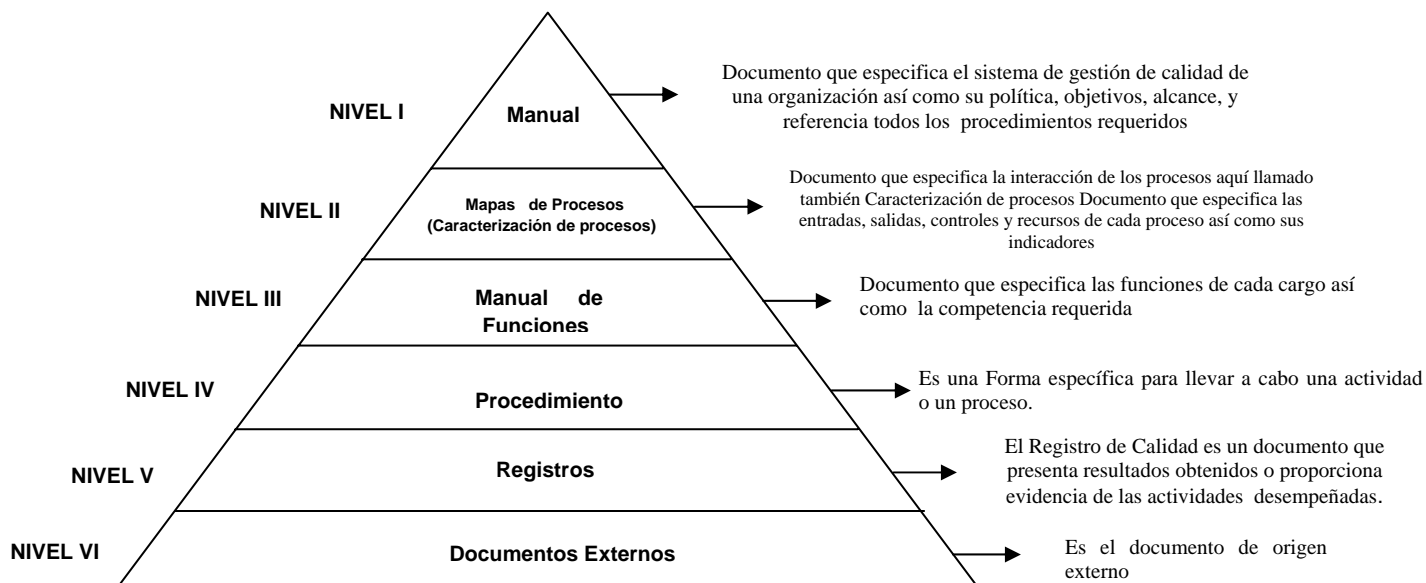 NIVEL I
Manual
Documento que especifica el sistema de gestión de calidad de
una organización así como su política, objetivos, alcance, y
referencia todos los procedimientos requeridos
NIVEL II
Mapas de Procesos
(Caracterización de procesos)
Documento que especifica la interacción de los procesos aquí llamado
también Caracterización de procesos Documento que especifica las
entradas, salidas, controles y recursos de cada proceso así como sus
indicadores
NIVEL III
Manual de
Funciones
Documento que especifica las funciones de cada cargo así
como la competencia requerida
NIVEL IV
Procedimiento
Es una Forma específica para llevar a cabo una actividad
o un proceso.
NIVEL V
Registros
El Registro de Calidad es un documento que
presenta resultados obtenidos o proporciona
evidencia de las actividades desempeñadas.
NIVEL VI
Documentos Externos
Es el documento de origen
externo